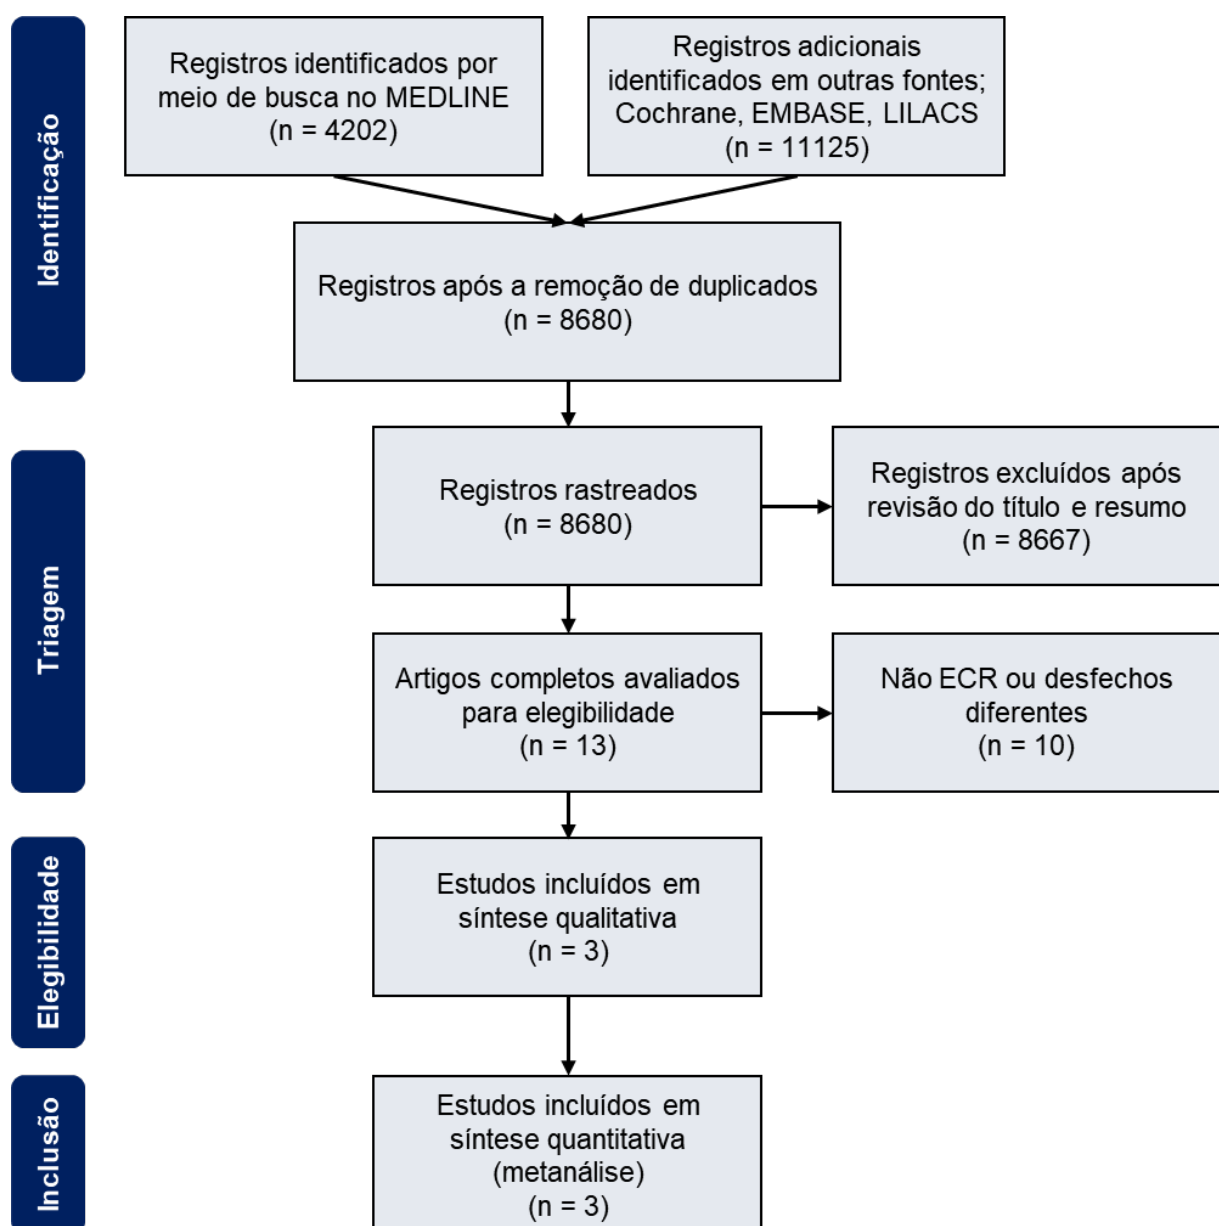 Identificação
Registros identificados por
meio de busca no MEDLINE
(n = 4202)
Registros adicionais
identificados em outras fontes;
Cochrane, EMBASE, LILACS
(n = 11125)
Registros após a remoção de duplicados
(n = 8680)
Triagem
Registros rastreados
(n = 8680)
Registros excluídos após
revisão do título e resumo
(n = 8667)
Artigos completos avaliados
para elegibilidade
(n = 13)
Não ECR ou desfechos
diferentes
(n = 10)
Elegibilidade
Estudos incluídos em
síntese qualitativa
(n = 3)
Inclusão
Estudos incluídos em
síntese quantitativa
(metanálise)
(n = 3)